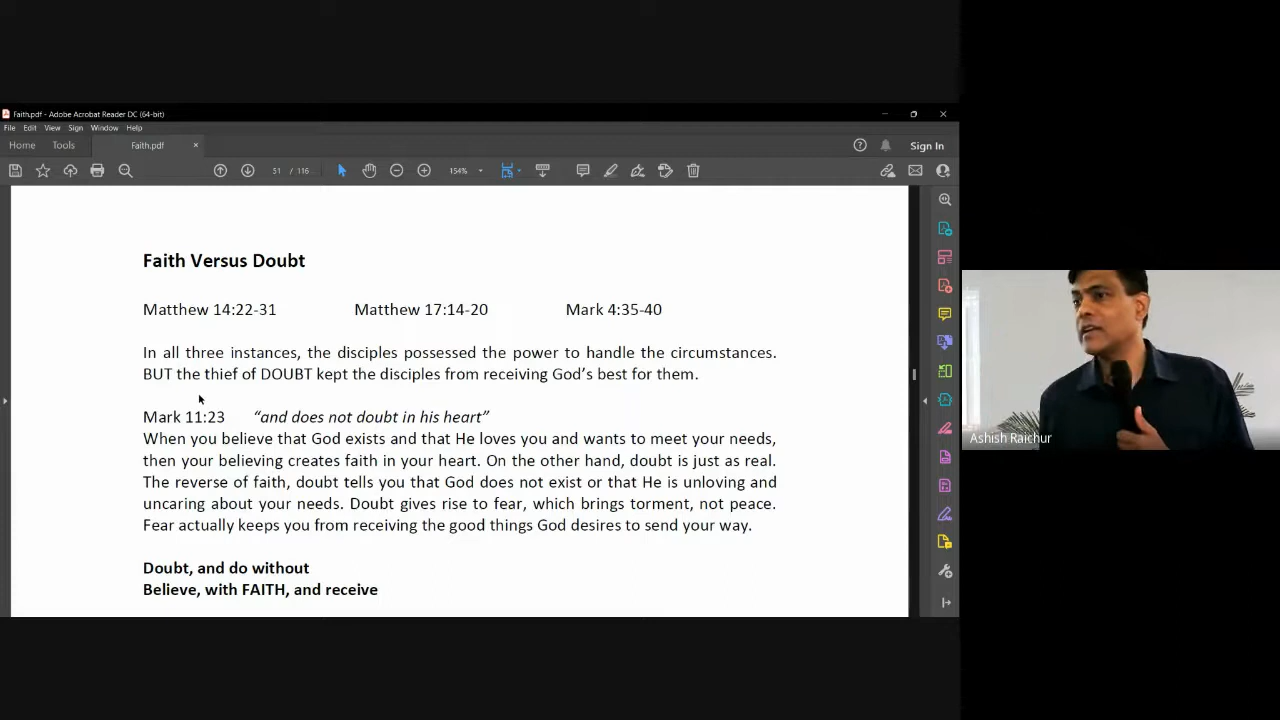 Faith.pdf - Adobe Acrobat Reader DC (64-bit)
File Edit View Sign Window Help
Home Tools Faith.pdf × Sign In
51 / 116 154%
Faith Versus Doubt
Matthew 14:22-31 Matthew 17:14-20 Mark 4:35-40
In all three instances, the disciples possessed the power to handle the circumstances.
BUT the thief of DOUBT kept the disciples from receiving God’s best for them.
Mark 11:23 “and does not doubt in his heart”
When you believe that God exists and that He loves you and wants to meet your needs,
then your believing creates faith in your heart. On the other hand, doubt is just as real.
The reverse of faith, doubt tells you that God does not exist or that He is unloving and
uncaring about your needs. Doubt gives rise to fear, which brings torment, not peace.
Fear actually keeps you from receiving the good things God desires to send your way.
Doubt, and do without
Believe, with FAITH, and receive
Ashish Raichur